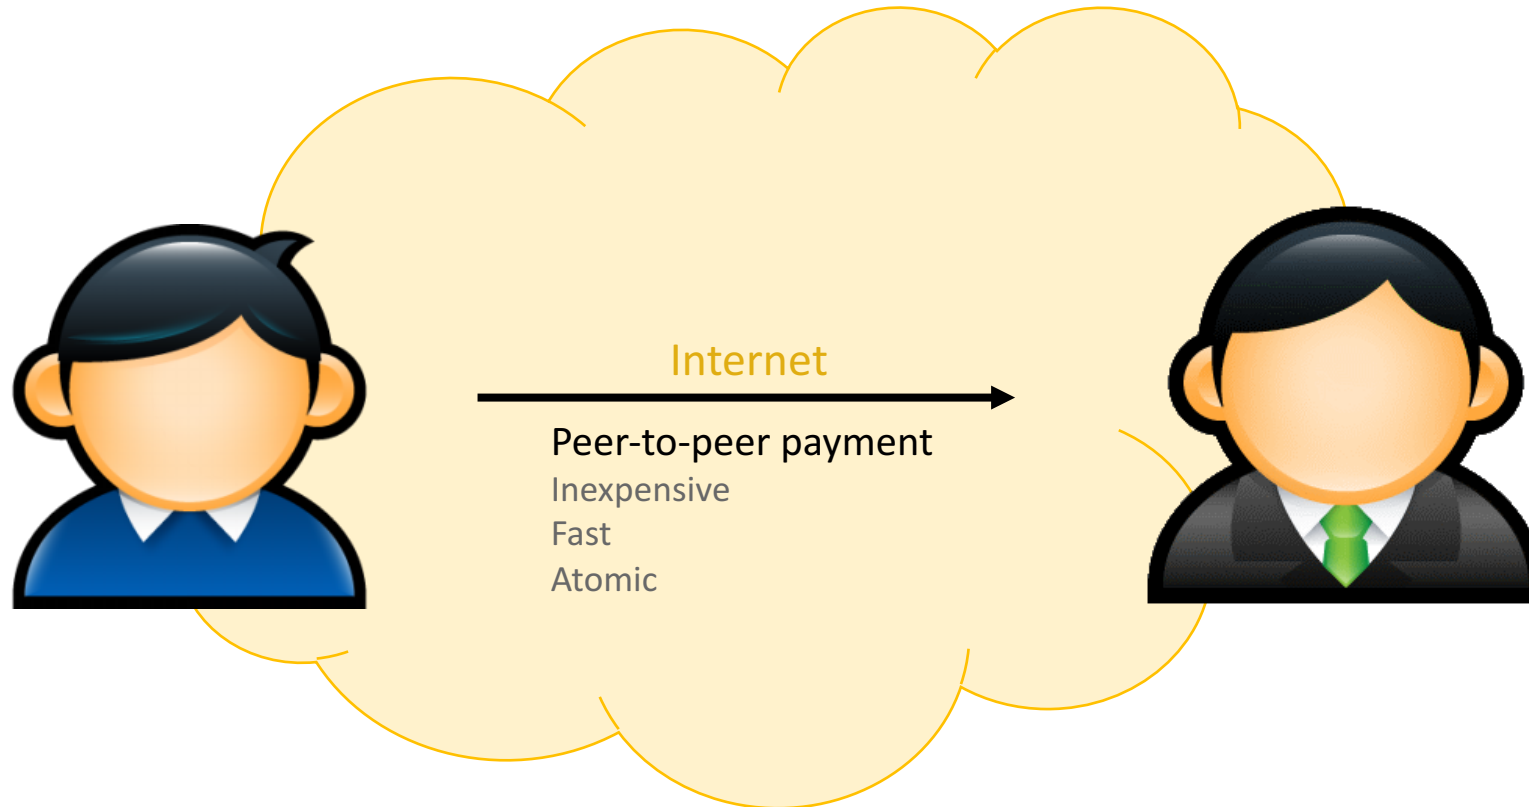 Internet
Peer-to-peer payment
Inexpensive
Fast
Atomic